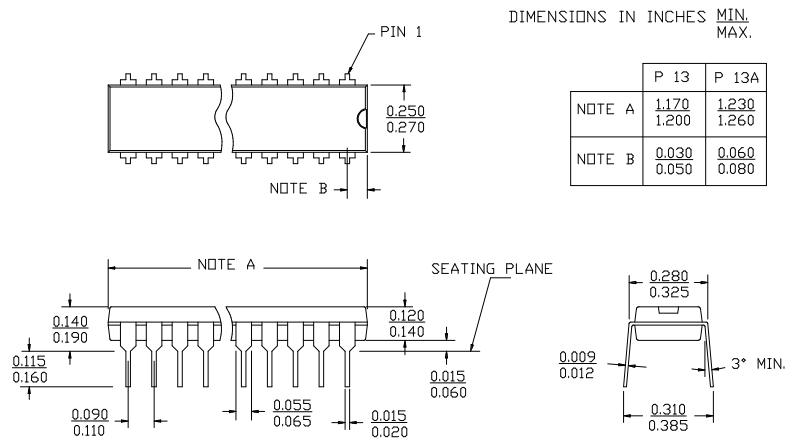 DIMENSIONS IN INCHES MIN.
MAX.
PIN 1
P 13 P 13A
NOTE A 1.170 1.230
1.200 1.260
NOTE B 0.030 0.060
0.050 0.080
0.250
0.270
NOTE B
NOTE A
SEATING PLANE
0.280
0.325
0.140
0.190
0.120
0.140
0.115
0.160
0.015
0.060
0.009
0.012
3° MIN.
0.090
0.110
0.055
0.065
0.015
0.020
0.310
0.385